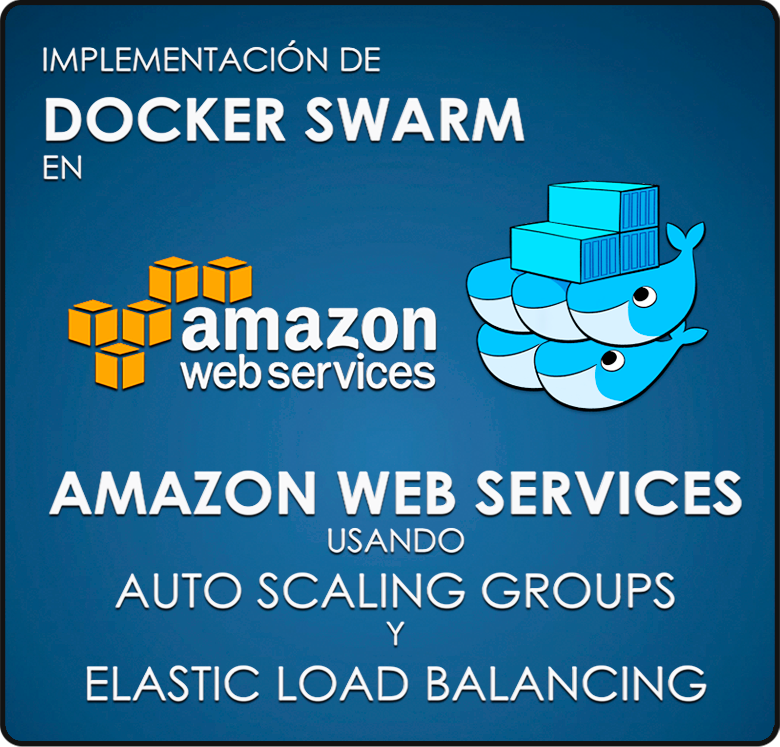 IMPLEMENTACIÓN DE
DOCKER SWARM
EN
amazon
web services
AMAZON WEB SERVICES
USANDO
AUTO SCALING GROUPS
Y
ELASTIC LOAD BALANCING